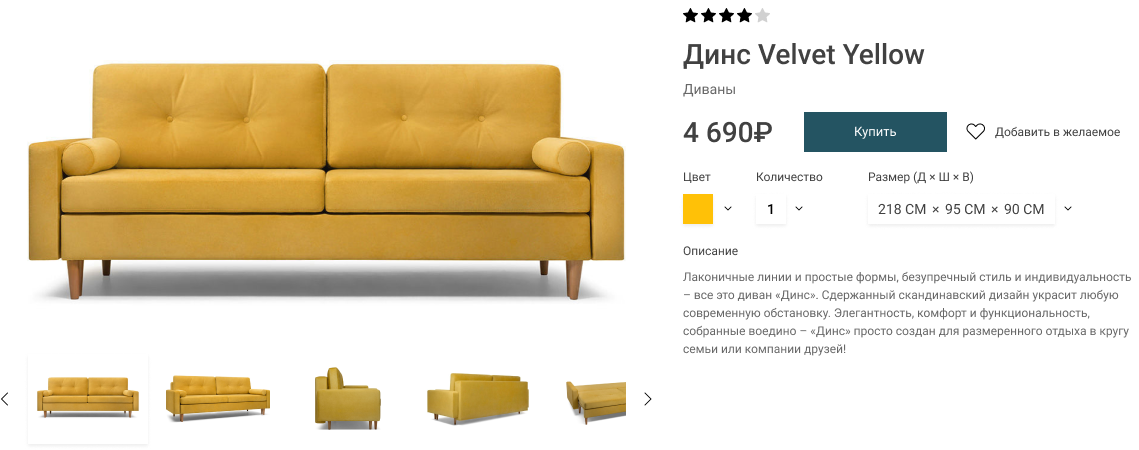 Динс Velvet Yellow
Диваны
4 690₽
Купить
Добавить в желаемое
Цвет
Количество
Размер (Д × Ш × В)
1
218 СМ × 95 СМ × 90 СМ
Описание
Лаконичные линии и простые формы, безупречный стиль и индивидуальность
– все это диван «Динс». Сдержанный скандинавский дизайн украсит любую
современную обстановку. Элегантность, комфорт и функциональность,
собранные воедино – «Динс» просто создан для размеренного отдыха в кругу
семьи или компании друзей!